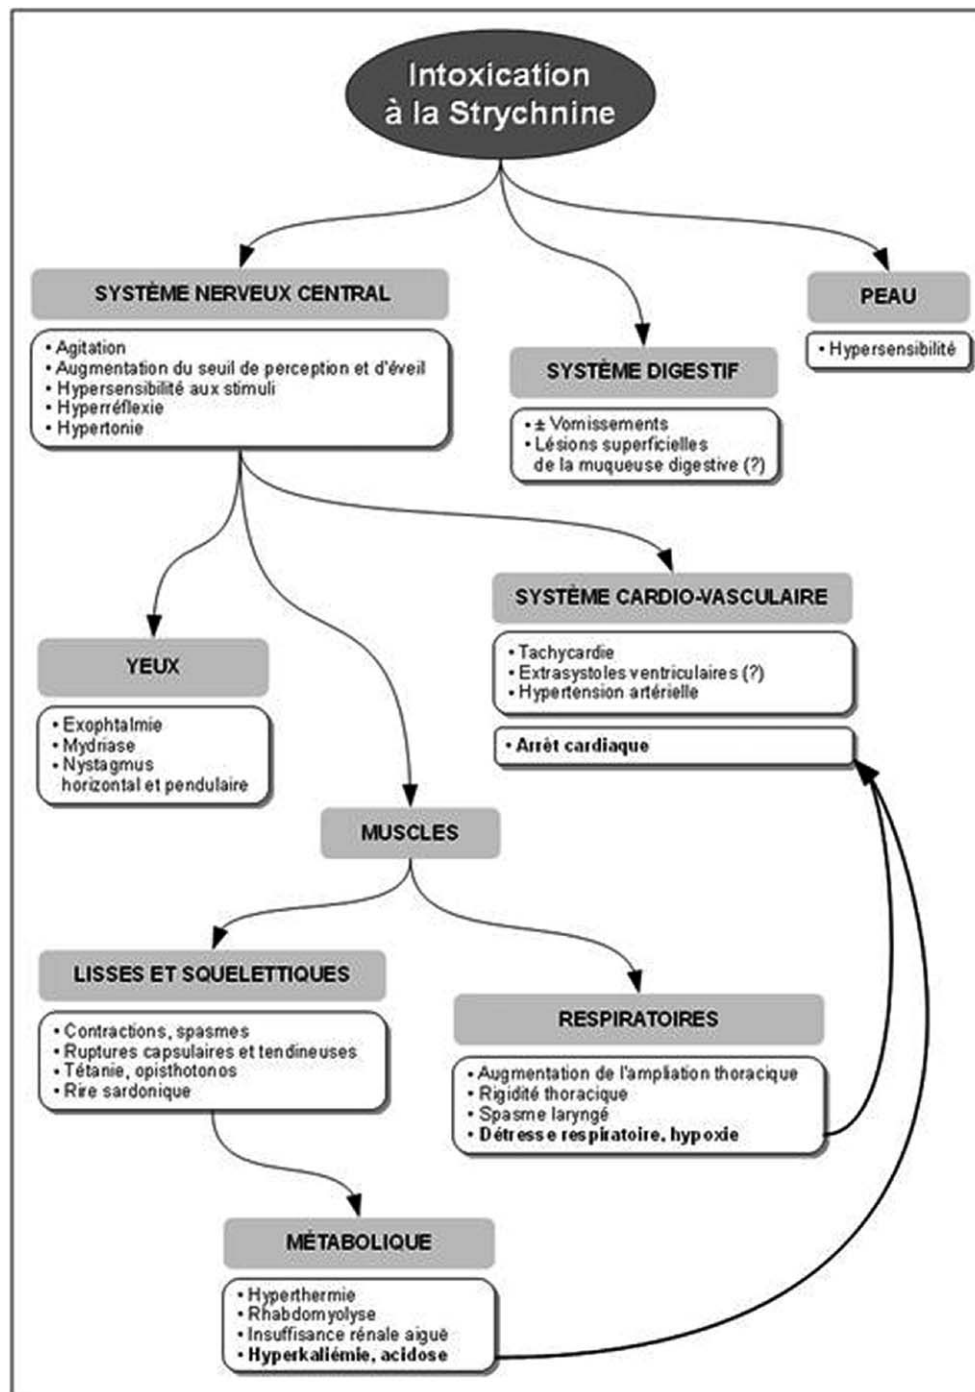 Intoxication
à la Strychnine
SYSTÈME NERVEUX CENTRAL
• Agitation
• Augmentation du seuil de perception et d'éveil
• Hypersensibilité aux stimuli
• Hyperréflexie
• Hypertonie
SYSTÈME DIGESTIF
• ± Vomissements
• Lésions superficielles
de la muqueuse digestive (?)
PEAU
• Hypersensibilité
YEUX
• Exophtalmie
• Mydriase
• Nystagmus
horizontal et pendulaire
SYSTÈME CARDIO-VASCULAIRE
• Tachycardie
• Extrasystoles ventriculaires (?)
• Hypertension artérielle
• Arrêt cardiaque
MUSCLES
LISSES ET SQUELETTIQUES
• Contractions, spasmes
• Ruptures capsulaires et tendineuses
• Tétanie, opisthotonos
• Rire sardonique
RESPIRATOIRES
• Augmentation de l'ampliation thoracique
• Rigidité thoracique
• Spasme laryngé
• Détresse respiratoire, hypoxie
MÉTABOLIQUE
• Hyperthermie
• Rhabdomyolyse
• Insuffisance rénale aiguë
• Hyperkaliémie, acidose